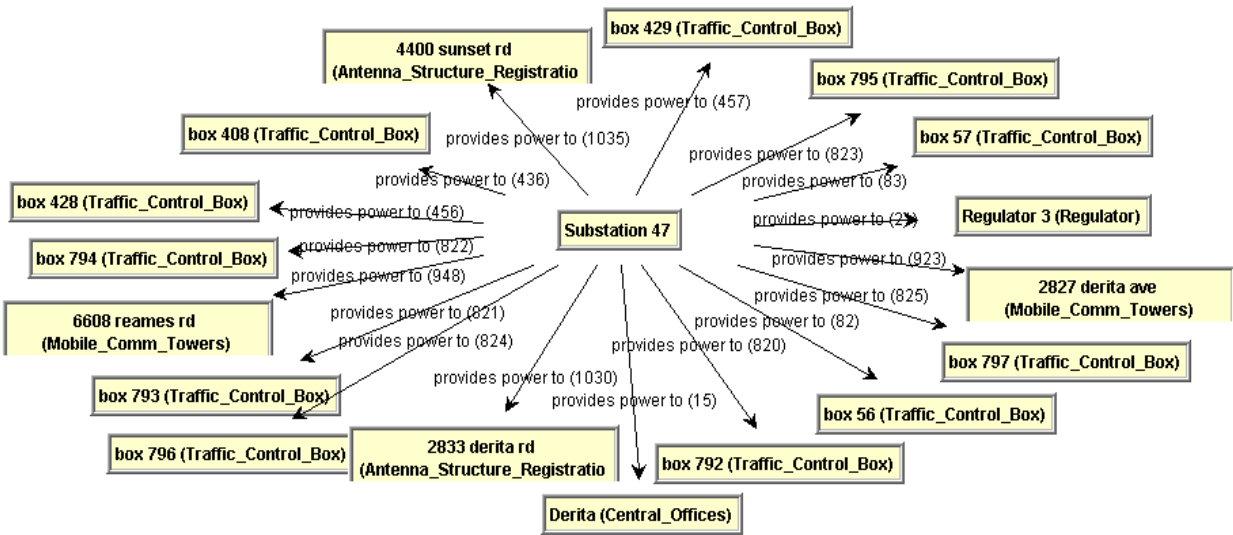 box 429 (Traffic_Control_Box)
4400 sunset rd
(Antenna_Structure_Registratio
box 795 (Traffic_Control_Box)
provides power to (457)
box 408 (Traffic_Control_Box)
provides power to (1035)
box 57 (Traffic_Control_Box)
provides power to (823)
provides power to (436)
provides power to (83)
box 428 (Traffic_Control_Box)
provides power to (456)
Substation 47
provides power to
Regulator 3 (Regulator)
box 794 (Traffic_Control_Box)
provides power to (822)
provides power to (923)
provides power to (948)
2827 derita ave
(Mobile_Comm_Towers)
provides power to (825)
6608 reames rd
(Mobile_Comm_Towers)
provides power to (821)
provides power to (82)
provides power to (824)
provides power to (820)
box 797 (Traffic_Control_Box)
provides power to (1030)
box 793 (Traffic_Control_Box)
provides power to (15)
box 56 (Traffic_Control_Box)
box 796 (Traffic_Control_Box)
2833 derita rd
(Antenna_Structure_Registratio
box 792 (Traffic_Control_Box)
Derita (Central_Offices)